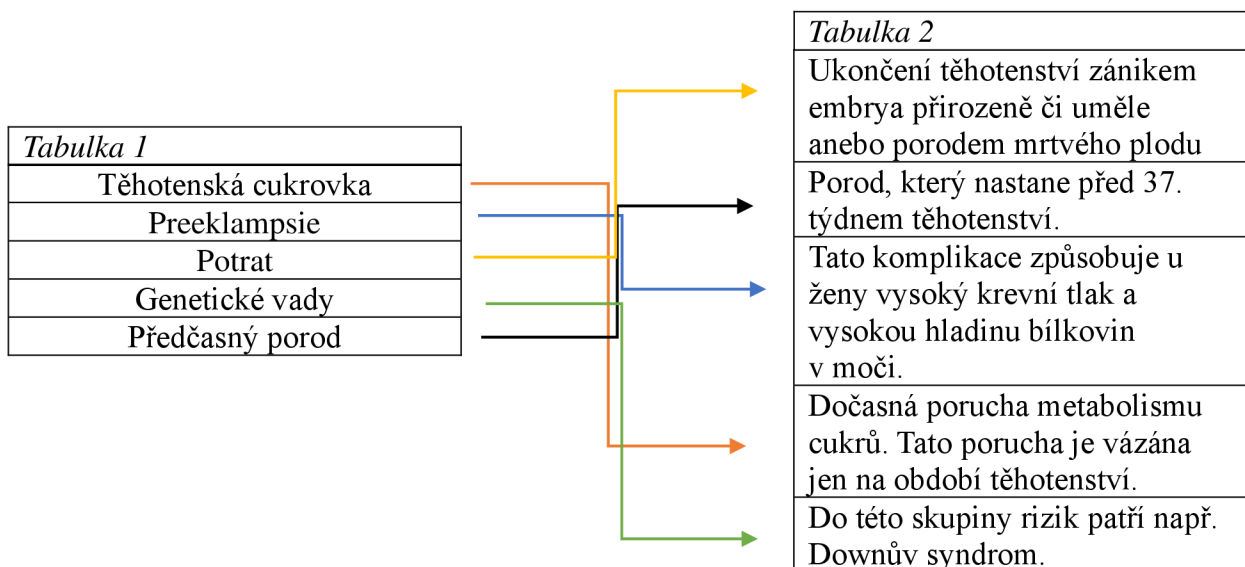 Tabulka 1
Těhotenská cukrovka
Preeklampsie
Potrat
Genetické vady
Předčasný porod
Tabulka 2
Ukončení těhotenství zánikem
embrya přirozeně či uměle
anebo porodem mrtvého plodu
Porod, který nastane před 37.
týdnem těhotenství.
Tato komplikace způsobuje u
ženy vysoký krevní tlak a
vysokou hladinu bílkovin
v moči.
Dočasná porucha metabolismu
cukrů. Tato porucha je vázána
jen na období těhotenství.
Do této skupiny rizik patří např.
Downův syndrom.